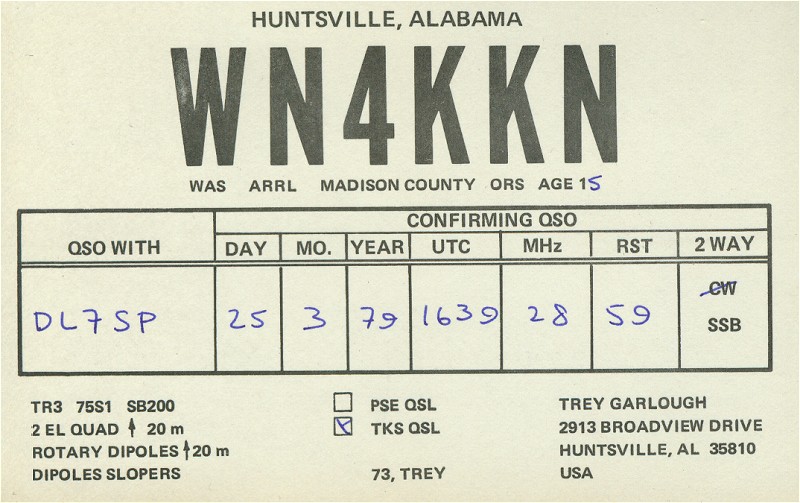 HUNTSVILLE, ALABAMA
WN4KKN
WAS ARRL MADISON COUNTY ORS AGE 15
QSO WITH
CONFIRMING QSO
DAY MO. YEAR UTC MHz RST 2 WAY
CW
DL7SP 25 3 79 1639 28 59
SSB
TR3 75S1 SB200
2 EL QUAD ↑ 20 m
ROTARY DIPOLES ↑20 m
DIPOLES SLOPERS
PSE QSL
TKS QSL
73, TREY
TREY GARLOUGH
2913 BROADVIEW DRIVE
HUNTSVILLE, AL 35810
USA